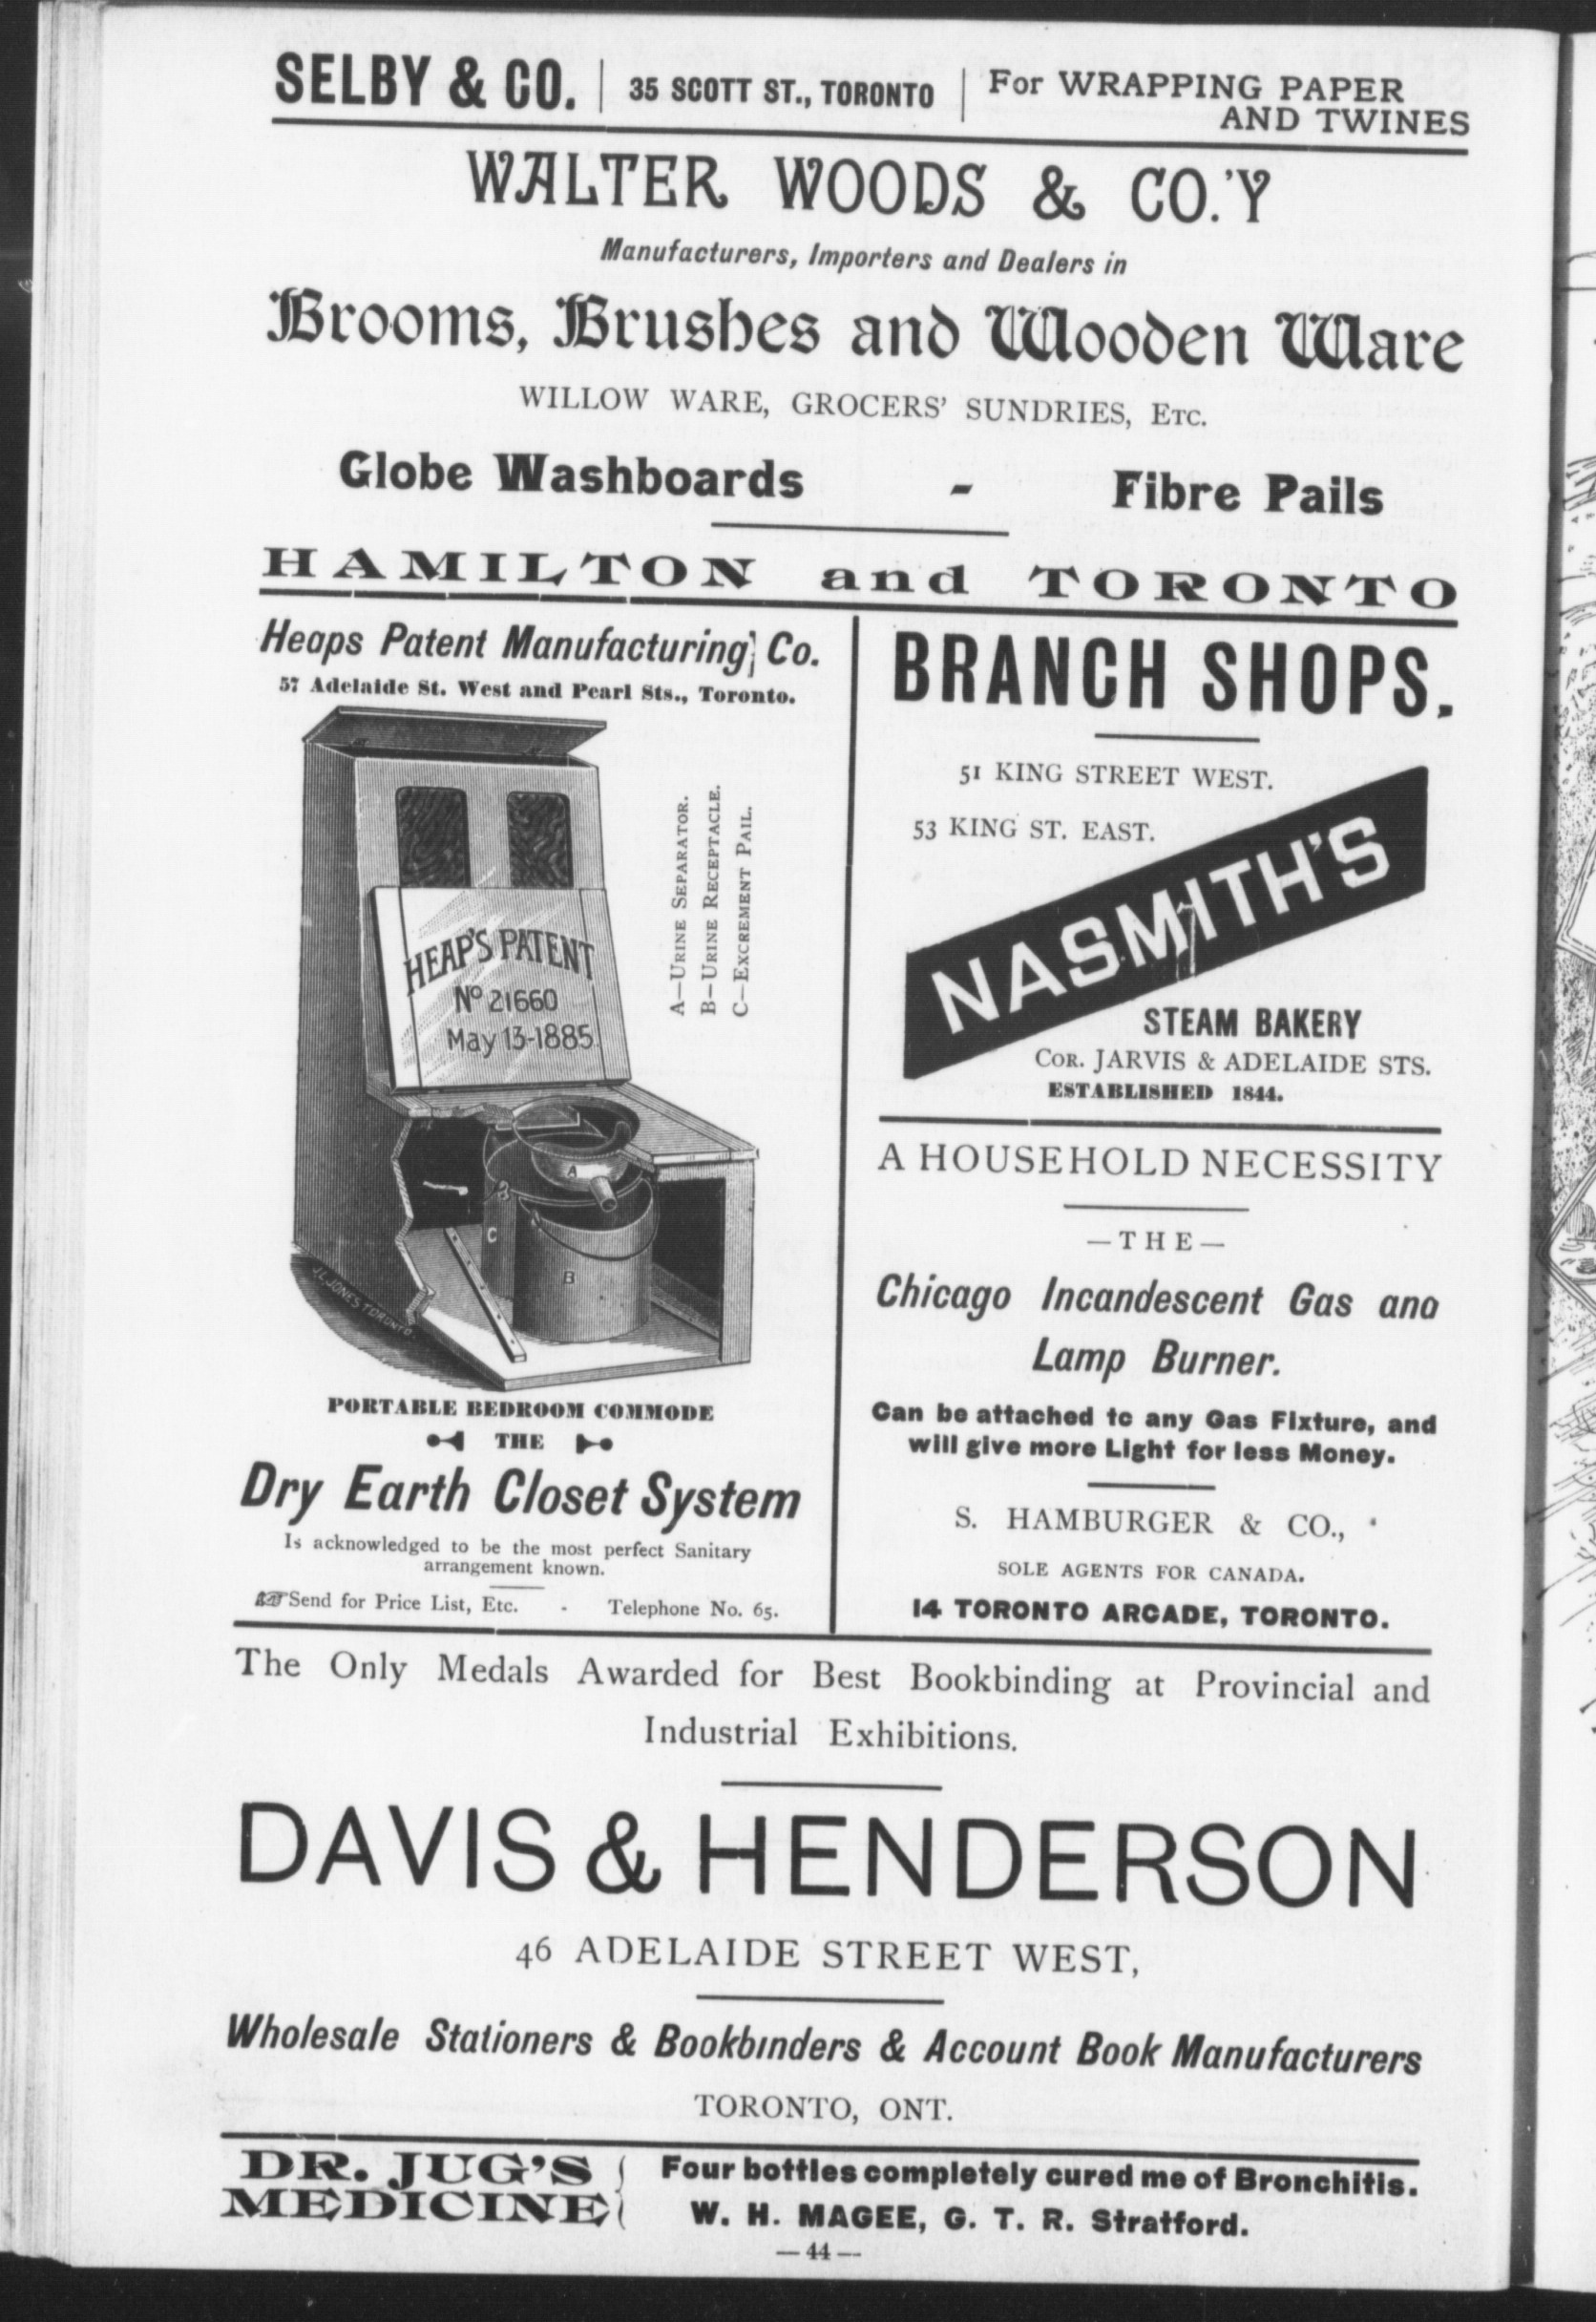 SELBY & CO. | 35 SCOTT ST., TORONTO | For WRAPPING PAPER
AND TWINES
WALTER WOODS & CO.'Y
Manufacturers, Importers and Dealers in
Brooms, Brushes and Wooden Ware
WILLOW WARE, GROCERS' SUNDRIES, ETC.
Globe Washboards - Fibre Pails
HAMILTON and TORONTO
Heaps Patent Manufacturing Co.
57 Adelaide St. West and Pearl Sts., Toronto.
A—URINE SEPARATOR.
B—URINE RECEPTACLE.
C—EXCREMENT PAIL.
HEAP'S PATENT
No 21660
May 13-1885
A
B
C
B
J.L. JONES TORONTO
PORTABLE BEDROOM COMMODE
THE
Dry Earth Closet System
Is acknowledged to be the most perfect Sanitary
arrangement known.
☞Send for Price List, Etc. - Telephone No. 65.
BRANCH SHOPS.
51 KING STREET WEST.
53 KING ST. EAST.
NASMITH'S
STEAM BAKERY
COR. JARVIS & ADELAIDE STS.
ESTABLISHED 1844.
A HOUSEHOLD NECESSITY
—THE—
Chicago Incandescent Gas and
Lamp Burner.
Can be attached to any Gas Fixture, and
will give more Light for less Money.
S. HAMBURGER & CO.,
SOLE AGENTS FOR CANADA.
14 TORONTO ARCADE, TORONTO.
The Only Medals Awarded for Best Bookbinding at Provincial and
Industrial Exhibitions.
DAVIS & HENDERSON
46 ADELAIDE STREET WEST,
Wholesale Stationers & Bookbinders & Account Book Manufacturers
TORONTO, ONT.
DR. JUG'S
MEDICINE
Four bottles completely cured me of Bronchitis.
W. H. MAGEE, G. T. R. Stratford.
—44—